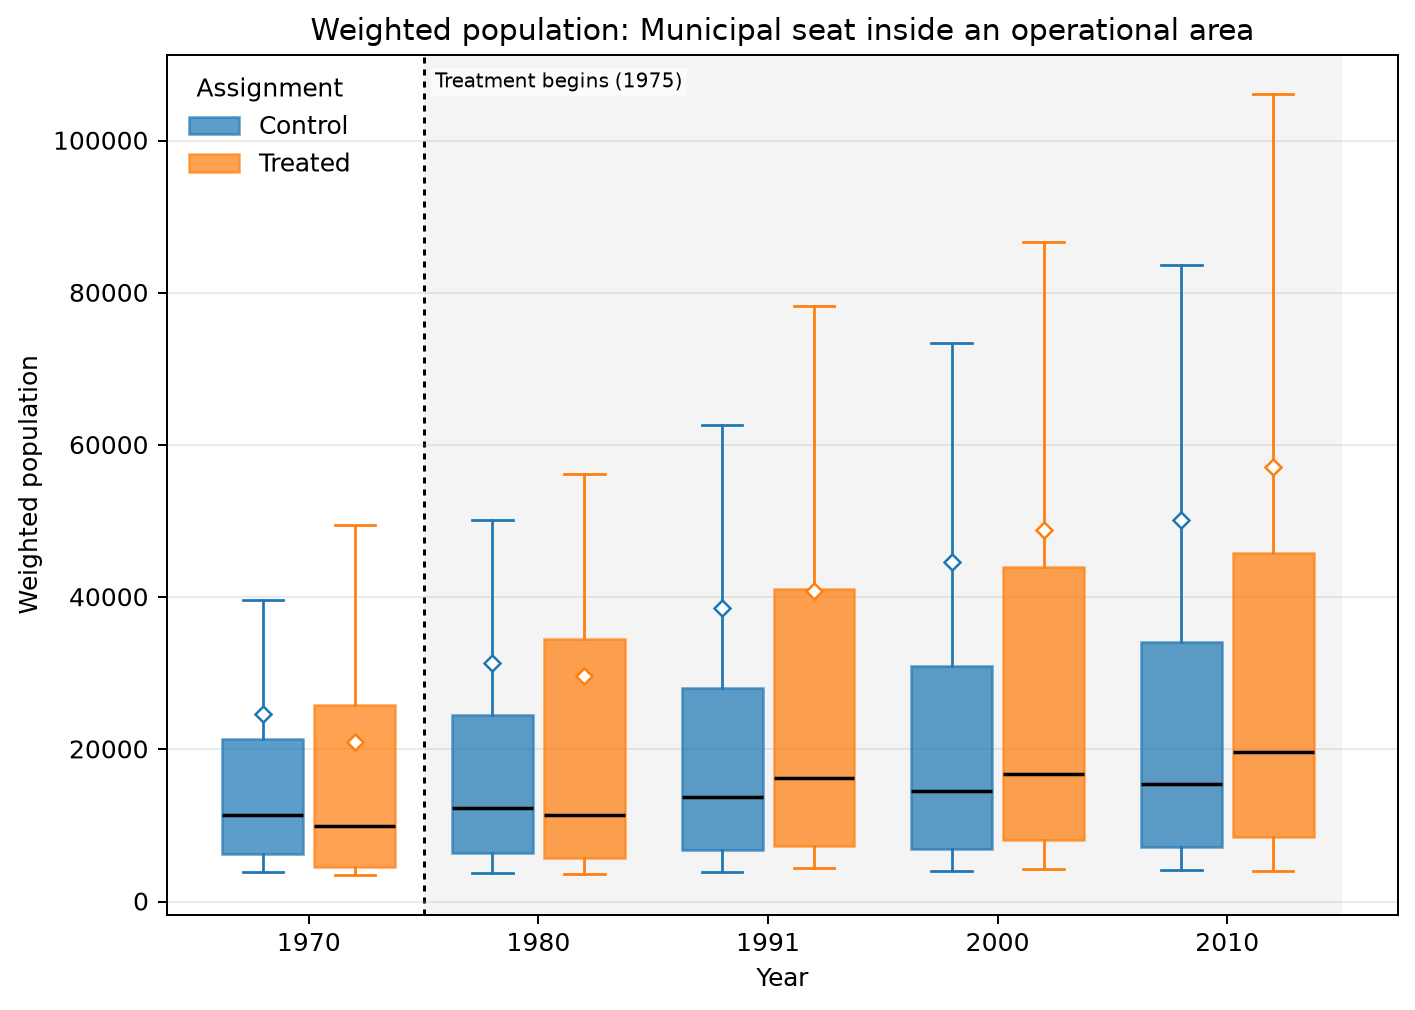 Weighted population: Municipal seat inside an operational area
Treatment begins (1975)
Assignment
Control
Treated
100000
80000
60000
40000
20000
0
Weighted population
1970
1980
1991
2000
2010
Year